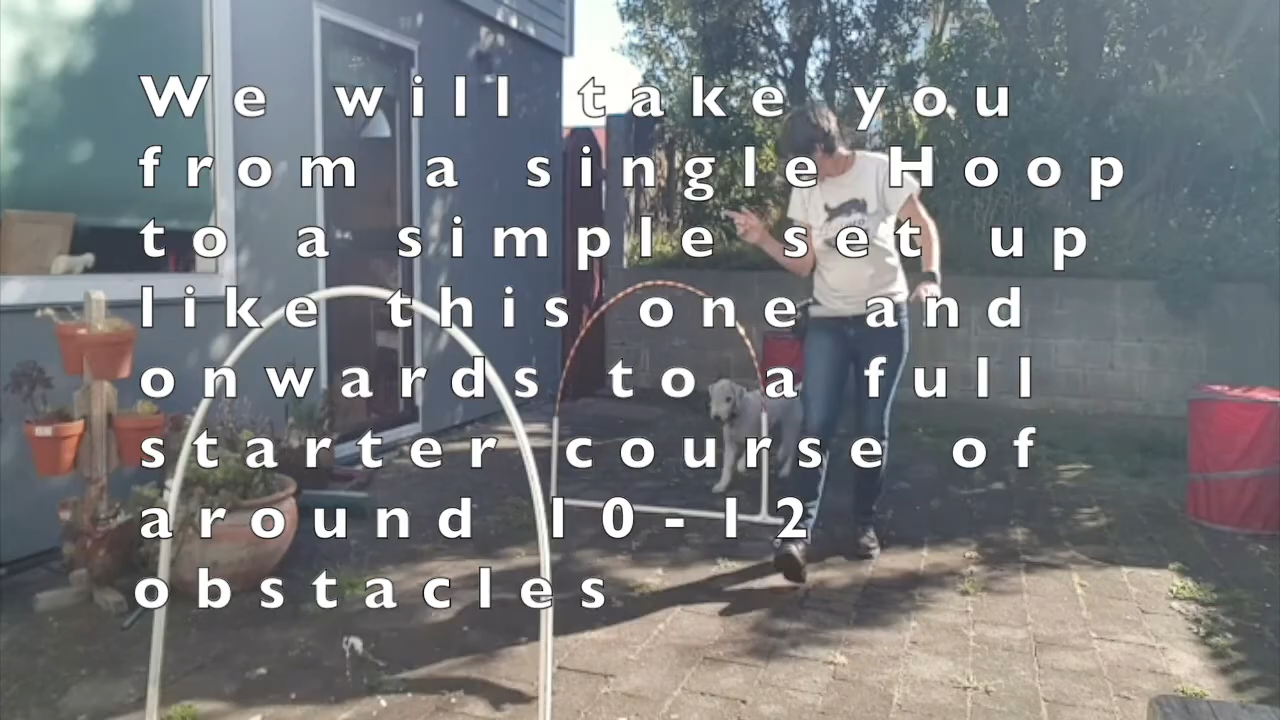 We will take you
from a single Hoop
to a simple set up
like this one and
onwards to a full
starter course of
around 10-12
obstacles